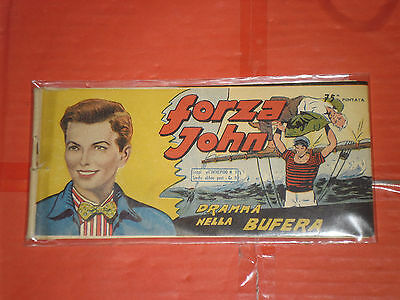 forza
John
75ª PUNTATA
DRAMMA
NELLA BUFERA